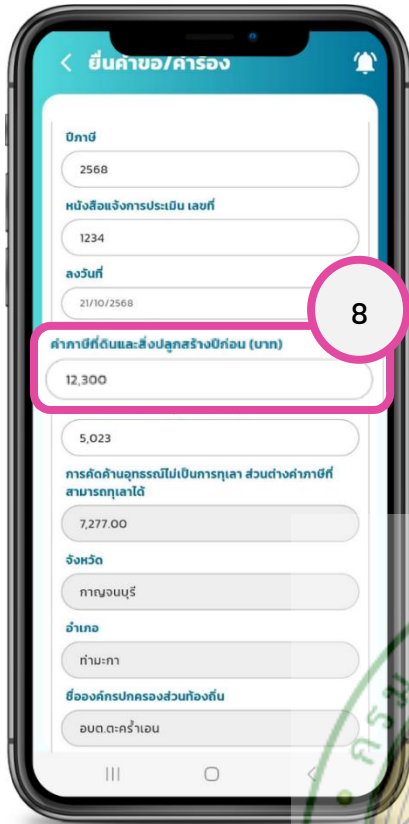 ยื่นคำขอ/คำร้อง
ปีภาษี
2568
หนังสือแจ้งการประเมิน เลขที่
1234
ลงวันที่
21/10/2568
8
ค่าภาษีที่ดินและสิ่งปลูกสร้างปีก่อน (บาท)
12,300
5,023
การคัดค้านอุทธรณ์ไม่เป็นการทุเลา ส่วนต่างค่าภาษีที่
สามารถทุเลาได้
7,277.00
จังหวัด
กาญจนบุรี
อำเภอ
ท่ามะกา
ชื่อองค์กรปกครองส่วนท้องถิ่น
อบต.ตะคร้ำเอน